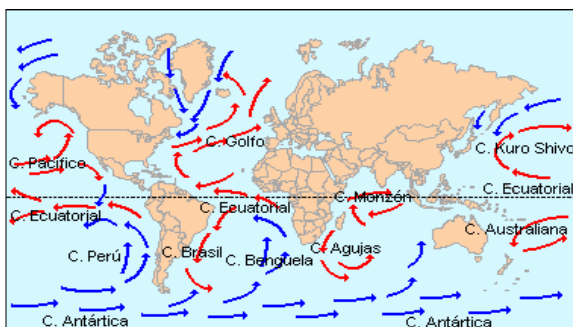 C. Golfo
C. Kuro Shivo
C. Pacífico
C. Monzón
C. Ecuatorial
C. Ecuatorial
C. Ecuatorial
C. Australiana
C. Perú
C. Brasil
C. Benguela
C. Agujas
C. Antártica
C. Antártica